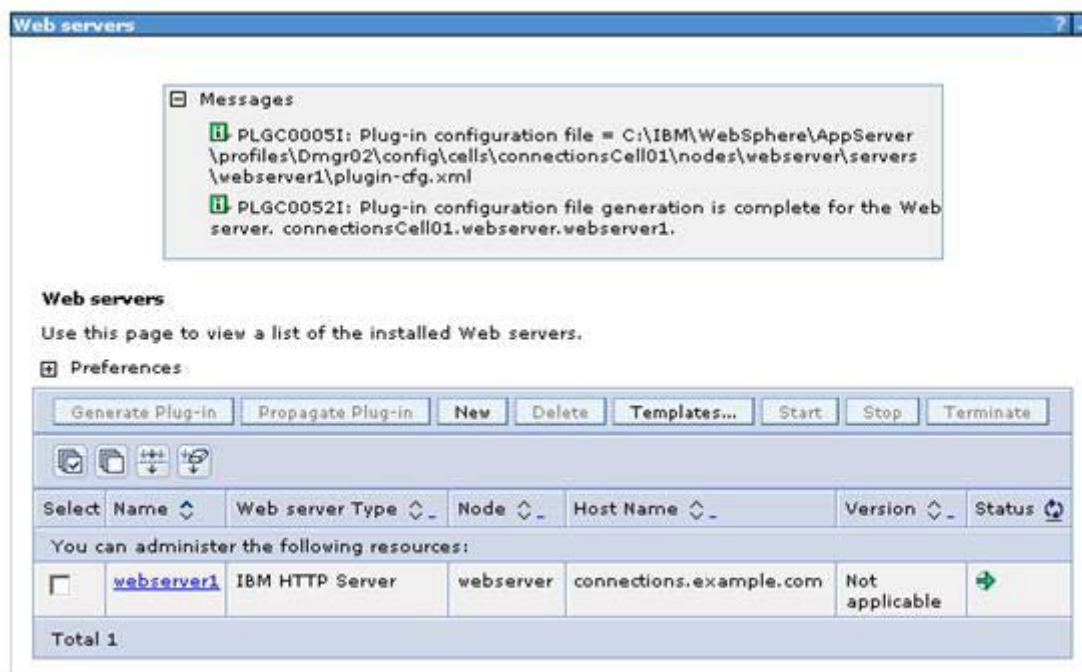 Web servers ? -
Messages
PLGC0005I: Plug-in configuration file = C:\IBM\WebSphere\AppServer
\profiles\Dmgr02\config\cells\connectionsCell01\nodes\webserver\servers
\webserver1\plugin-cfg.xml
PLGC0052I: Plug-in configuration file generation is complete for the Web
server. connectionsCell01.webserver.webserver1.
Web servers
Use this page to view a list of the installed Web servers.
Preferences
Generate Plug-in Propagate Plug-in New Delete Templates... Start Stop Terminate
Select Name Web server Type Node Host Name Version Status
You can administer the following resources:
webserver1 IBM HTTP Server webserver connections.example.com Not
applicable
Total 1